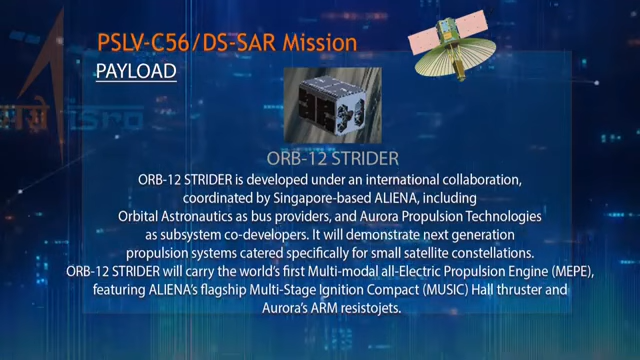 PSLV-C56/DS-SAR Mission
PAYLOAD
इसरो isro
ORB-12 STRIDER
ORB-12 STRIDER is developed under an international collaboration,
coordinated by Singapore-based ALIENA, including
Orbital Astronautics as bus providers, and Aurora Propulsion Technologies
as subsystem co-developers. It will demonstrate next generation
propulsion systems catered specifically for small satellite constellations.
ORB-12 STRIDER will carry the world's first Multi-modal all-Electric Propulsion Engine (MEPE),
featuring ALIENA's flagship Multi-Stage Ignition Compact (MUSIC) Hall thruster and
Aurora's ARM resistojets.